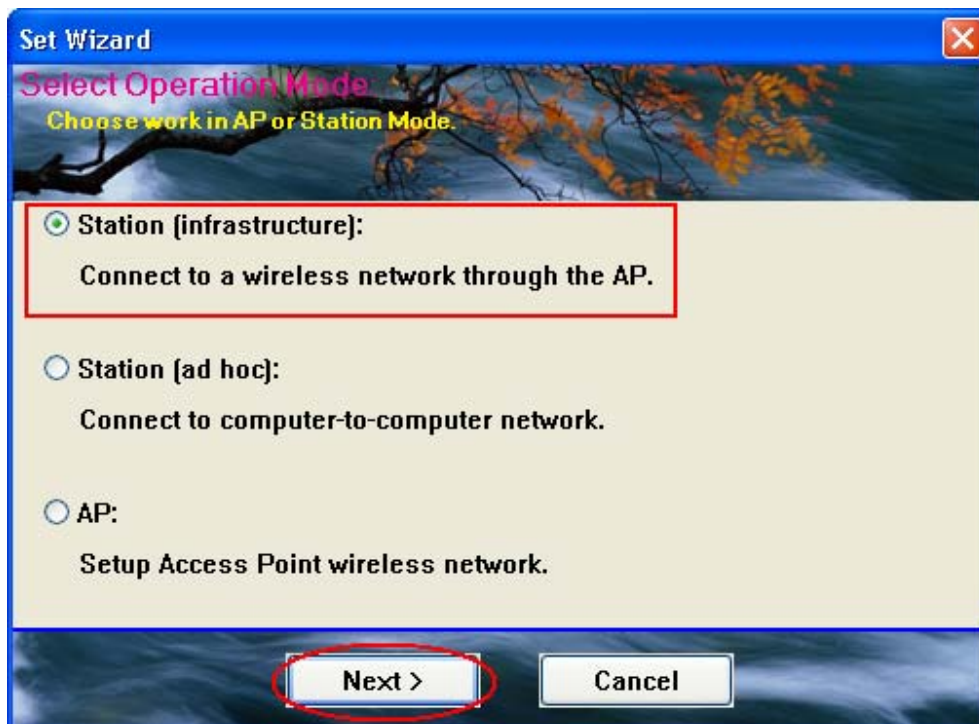 Set Wizard
Select Operation Mode:
Choose work in AP or Station Mode.
Station (infrastructure):
Connect to a wireless network through the AP.
Station (ad hoc):
Connect to computer-to-computer network.
AP:
Setup Access Point wireless network.
Next >
Cancel